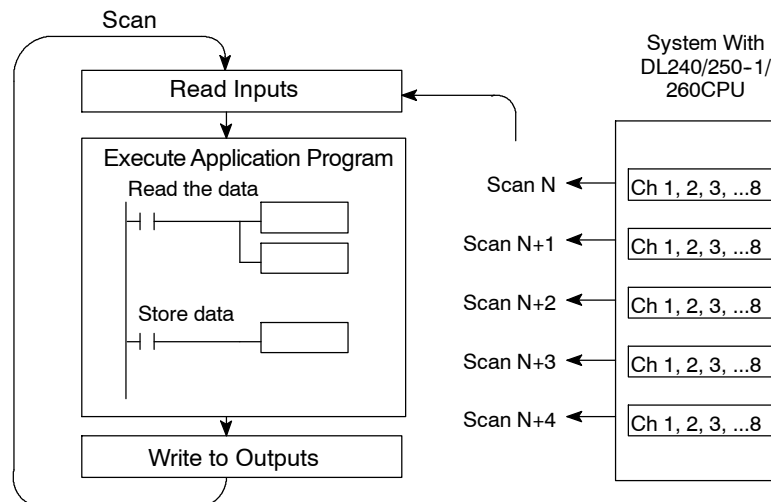 Scan
Read Inputs
Execute Application Program
Read the data
Store data
Write to Outputs
System With
DL240/250-1/
260CPU
Scan N
Ch 1, 2, 3, ...8
Scan N+1
Ch 1, 2, 3, ...8
Scan N+2
Ch 1, 2, 3, ...8
Scan N+3
Ch 1, 2, 3, ...8
Scan N+4
Ch 1, 2, 3, ...8